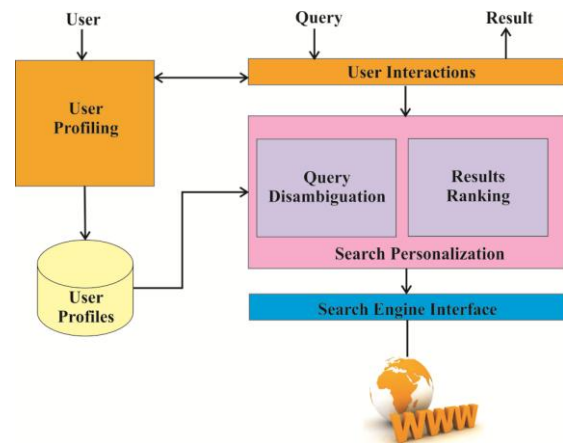 User
Query
Result
User
Profiling
User Interactions
Query
Disambiguation
Results
Ranking
Search Personalization
User
Profiles
Search Engine Interface
WWW